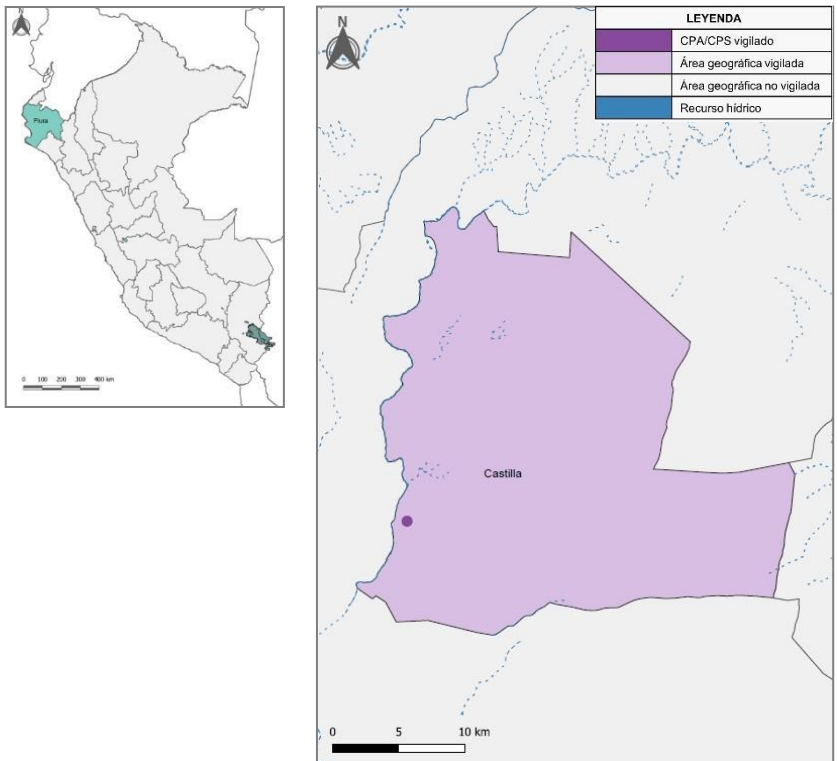 N
Piura
0 100 200 300 400 km
N
LEYENDA
CPA/CPS vigilado
Área geográfica vigilada
Área geográfica no vigilada
Recurso hídrico
Castilla
0 5 10 km